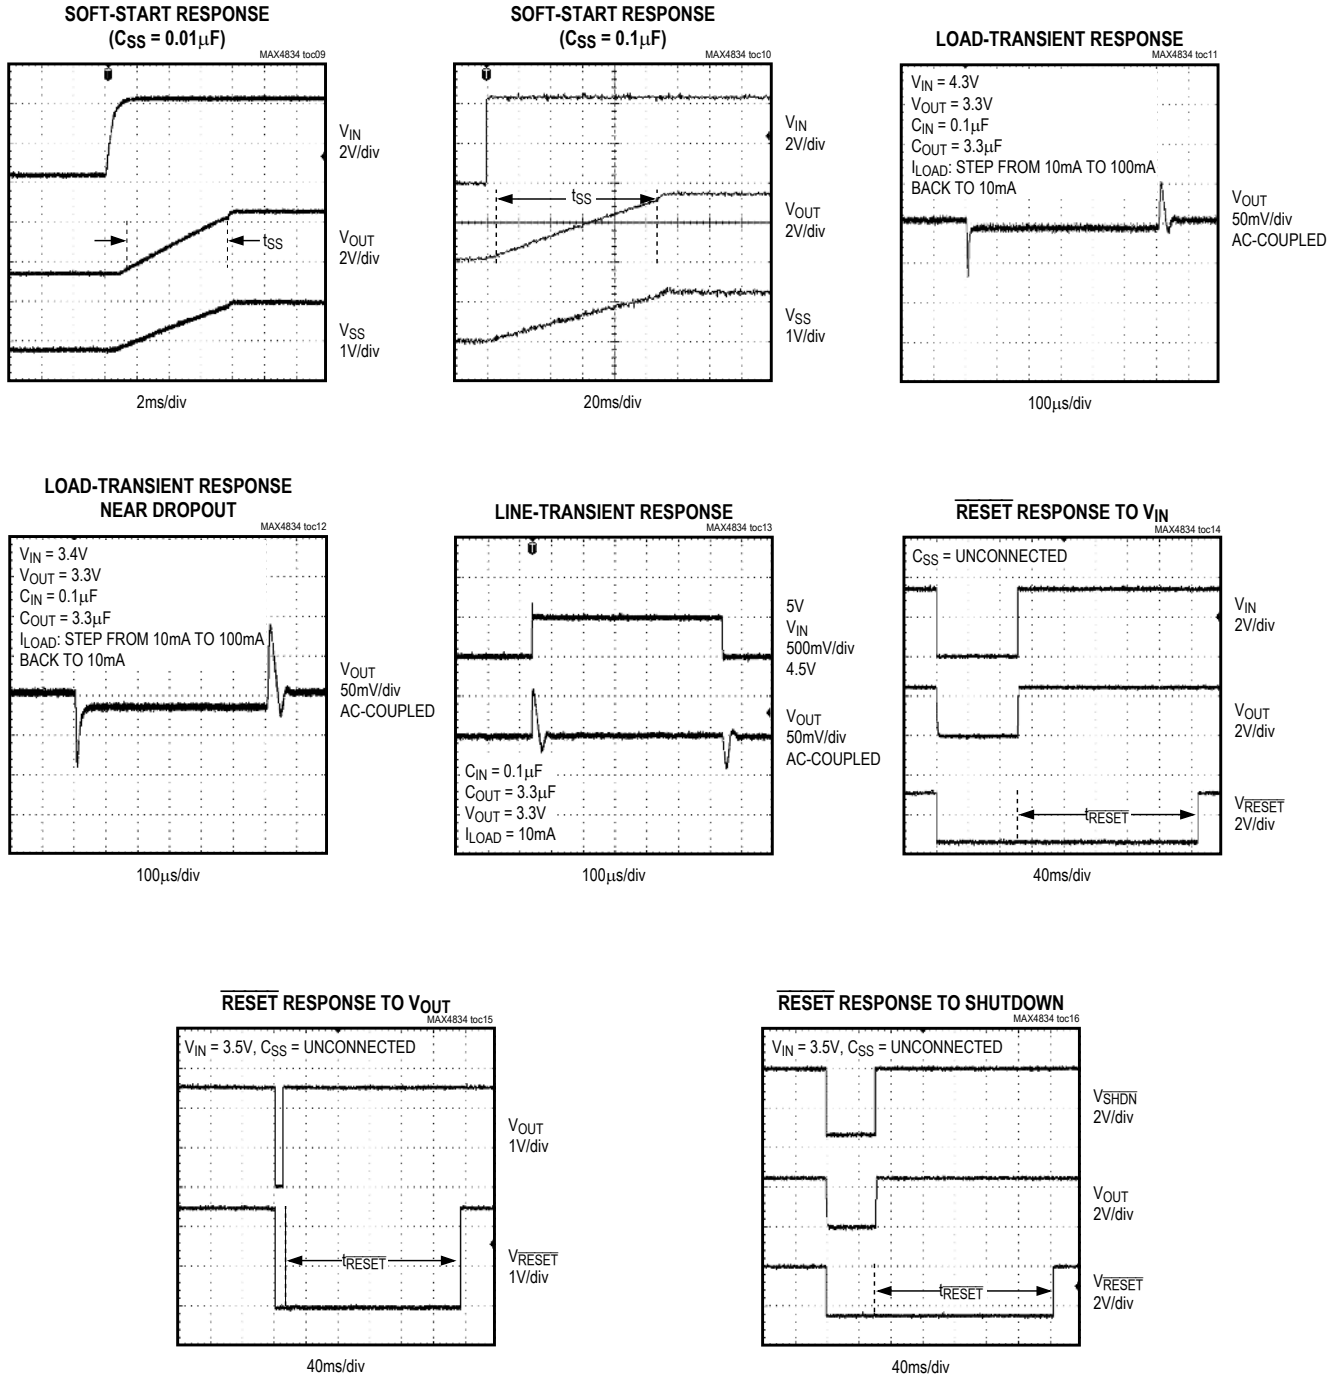 SOFT-START RESPONSE
(CSS = 0.01μF)
MAX4834 toc09
VIN
2V/div
tSS
VOUT
2V/div
VSS
1V/div
2ms/div
SOFT-START RESPONSE
(CSS = 0.1μF)
MAX4834 toc10
VIN
2V/div
tSS
VOUT
2V/div
VSS
1V/div
20ms/div
LOAD-TRANSIENT RESPONSE
MAX4834 toc11
VIN = 4.3V
VOUT = 3.3V
CIN = 0.1μF
COUT = 3.3μF
ILOAD: STEP FROM 10mA TO 100mA
BACK TO 10mA
VOUT
50mV/div
AC-COUPLED
100μs/div
LOAD-TRANSIENT RESPONSE
NEAR DROPOUT
MAX4834 toc12
VIN = 3.4V
VOUT = 3.3V
CIN = 0.1μF
COUT = 3.3μF
ILOAD: STEP FROM 10mA TO 100mA
BACK TO 10mA
VOUT
50mV/div
AC-COUPLED
100μs/div
LINE-TRANSIENT RESPONSE
MAX4834 toc13
5V
VIN
500mV/div
4.5V
VOUT
50mV/div
AC-COUPLED
CIN = 0.1μF
COUT = 3.3μF
VOUT = 3.3V
ILOAD = 10mA
100μs/div
RESET RESPONSE TO VIN
MAX4834 toc14
CSS = UNCONNECTED
VIN
2V/div
VOUT
2V/div
tRESET
VRESET
2V/div
40ms/div
RESET RESPONSE TO VOUT
MAX4834 toc15
VIN = 3.5V, CSS = UNCONNECTED
VOUT
1V/div
tRESET
VRESET
1V/div
40ms/div
RESET RESPONSE TO SHUTDOWN
MAX4834 toc16
VIN = 3.5V, CSS = UNCONNECTED
VSHDN
2V/div
VOUT
2V/div
tRESET
VRESET
2V/div
40ms/div